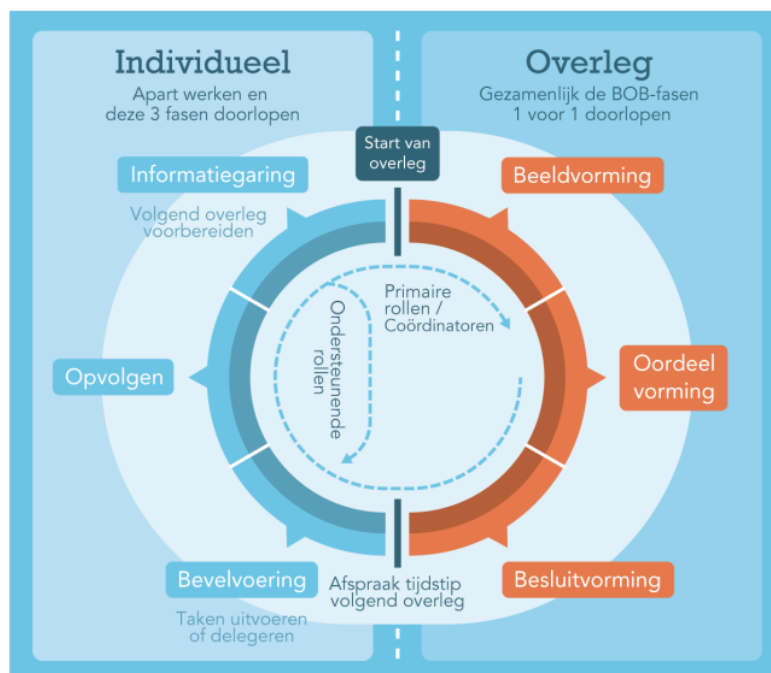 Individueel
Apart werken en
deze 3 fasen doorlopen
Overleg
Gezamenlijk de BOB-fasen
1 voor 1 doorlopen
Start van
overleg
Informatiegaring
Volgend overleg
voorbereiden
Beeldvorming
Primaire
rollen /
Coördinatoren
Ondersteunende
rollen
Opvolgen
Oordeel
vorming
Bevelvoering
Taken uitvoeren
of delegeren
Afspraak tijdstip
volgend overleg
Besluitvorming